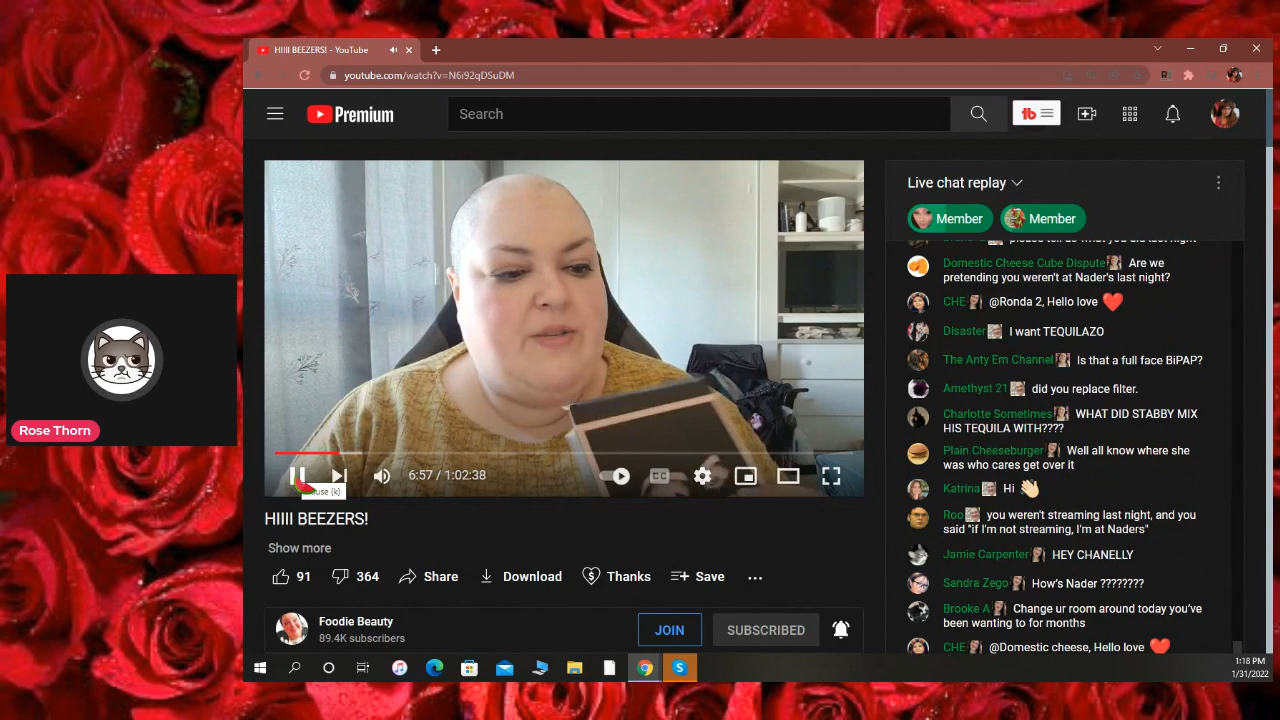 HIIII BEEZERS! - YouTube
youtube.com/watch?v=N6i92qDSuDM
Premium
Search
Live chat replay
Member
Member
Domestic Cheese Cube Dispute Are we
pretending you weren't at Nader's last night?
CHE @Ronda 2, Hello love
Disaster I want TEQUILAZO
The Anty Em Channel Is that a full face BiPAP?
Amethyst 21 did you replace filter.
Charlotte Sometimes WHAT DID STABBY MIX
HIS TEQUILA WITH????
Plain Cheeseburger Well all know where she
was who cares get over it
Katrina Hi
Roo you weren't streaming last night, and you
said "if I'm not streaming, I'm at Naders"
Jamie Carpenter HEY CHANELLY
Sandra Zego How's Nader ????????
Brooke A Change ur room around today you've
been wanting to for months
CHE @Domestic cheese, Hello love
Rose Thorn
6:57 / 1:02:38
CC
(k)
HIIII BEEZERS!
Show more
91
364
Share
Download
Thanks
Save
Foodie Beauty
89.4K subscribers
JOIN
SUBSCRIBED
1:18 PM
1/31/2022